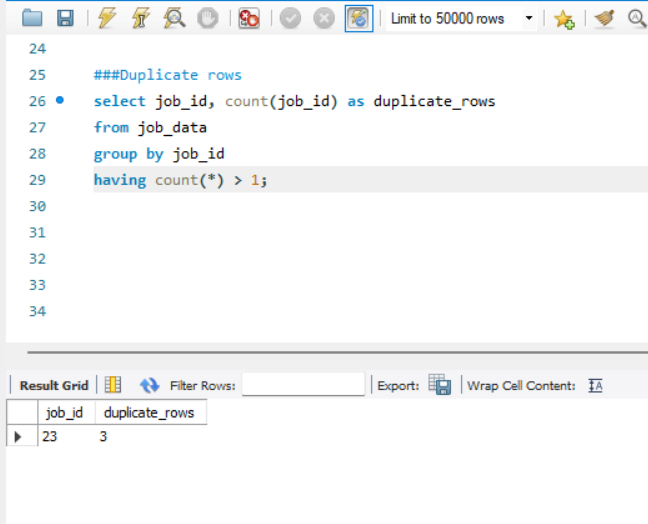 Limit to 50000 rows
24
25 ###Duplicate rows
26 select job_id, count(job_id) as duplicate_rows
27 from job_data
28 group by job_id
29 having count(*) > 1;
30
31
32
33
34
Result Grid Filter Rows: Export: Wrap Cell Content: IA
job_id duplicate_rows
23 3